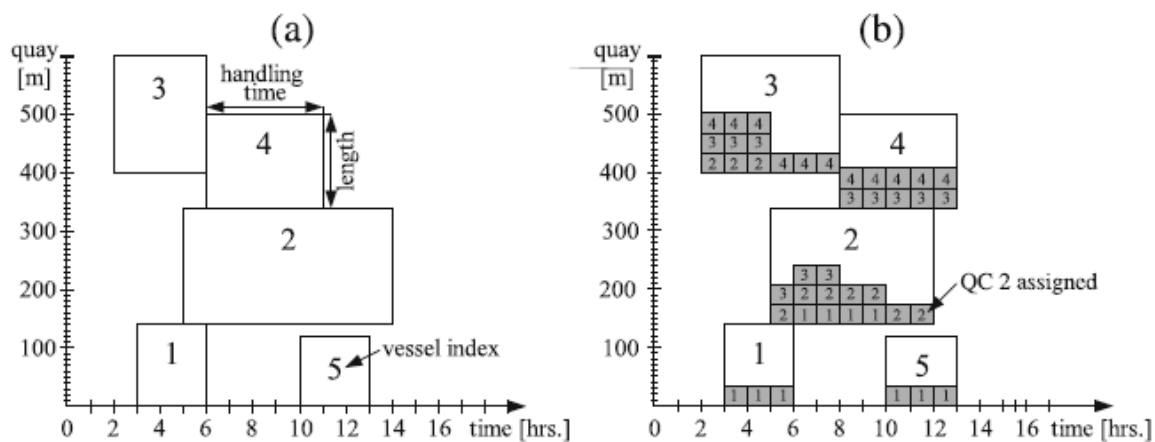 (a)
quay
[m]
500
400
300
200
100
0 2 4 6 8 10 12 14 16 time [hrs.]
3
handling
time
4
length
2
1
5
vessel index
(b)
quay
[m]
500
400
300
200
100
0 2 4 6 8 10 12 14 16 time [hrs.]
3
4 4 4
3 3 3
2 2 2 4 4 4
4
4 4 4 4 4
3 3 3 3 3
2
3 3
3 2 2 2 2
2 1 1 1 1 2 2
QC 2 assigned
1
1 1 1
5
1 1 1